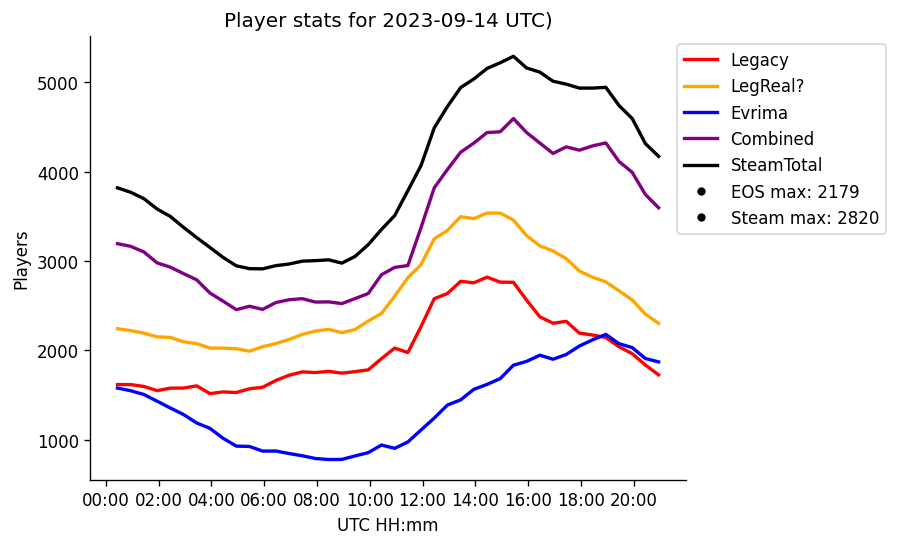 Player stats for 2023-09-14 UTC)
Legacy
LegReal?
Evrima
Combined
SteamTotal
EOS max: 2179
Steam max: 2820
Players
5000
4000
3000
2000
1000
00:00 02:00 04:00 06:00 08:00 10:00 12:00 14:00 16:00 18:00 20:00
UTC HH:mm